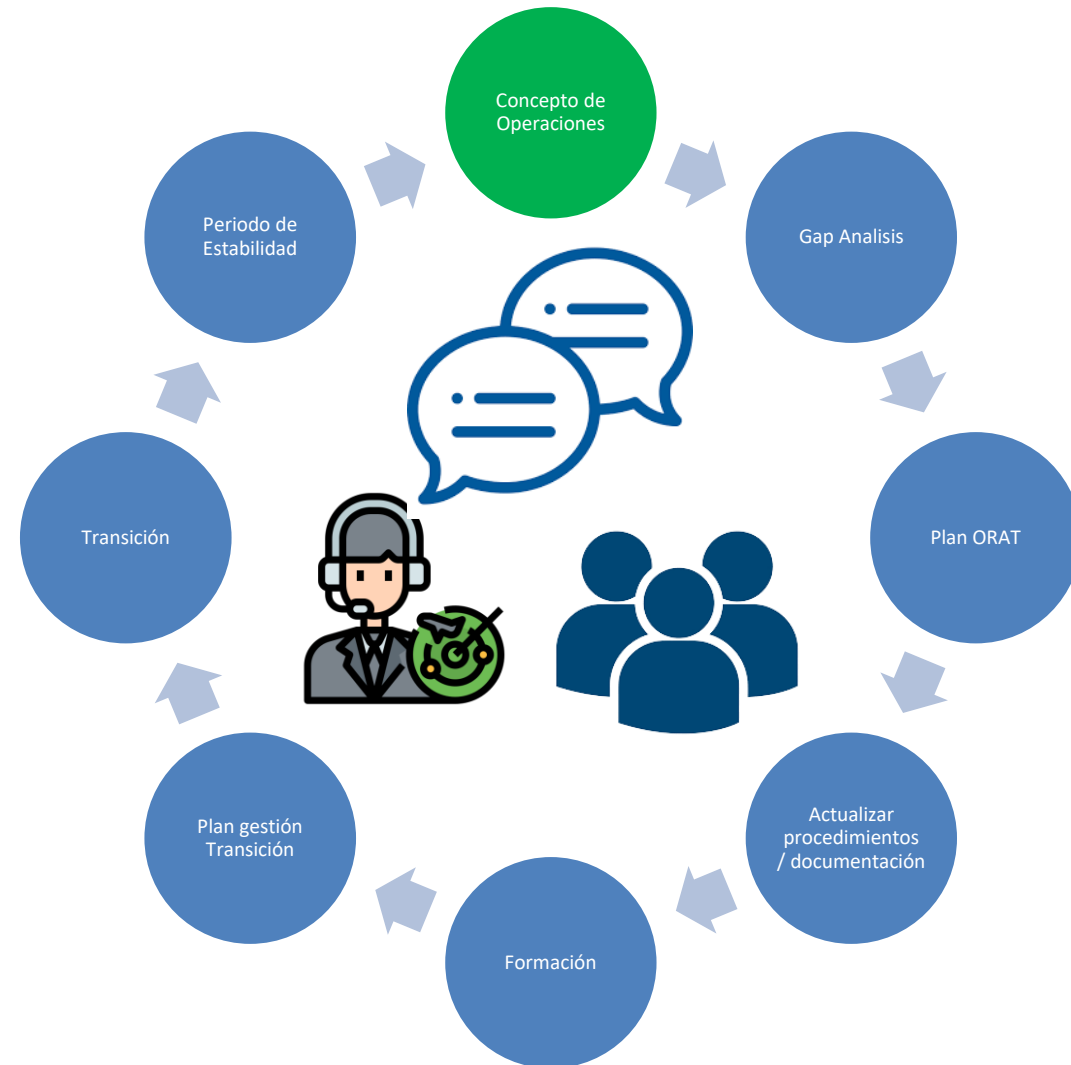 Concepto de
Operaciones
Gap Analisis
Plan ORAT
Actualizar
procedimientos
/ documentación
Formación
Plan gestión
Transición
Transición
Periodo de
Estabilidad